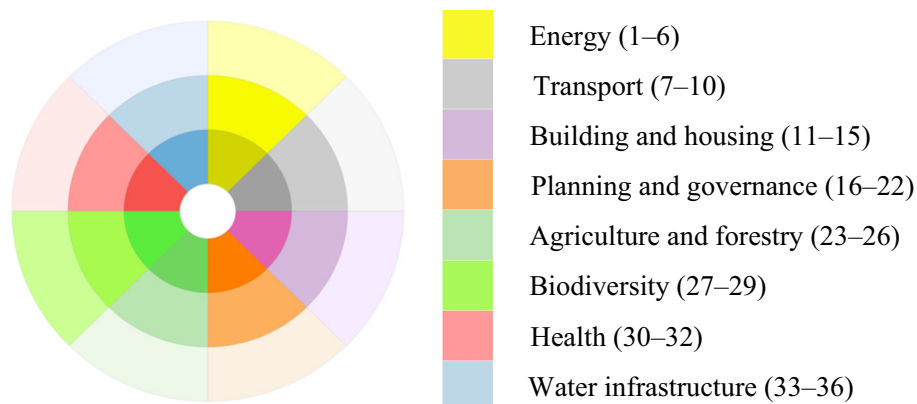 Energy (1–6)
Transport (7–10)
Building and housing (11–15)
Planning and governance (16–22)
Agriculture and forestry (23–26)
Biodiversity (27–29)
Health (30–32)
Water infrastructure (33–36)